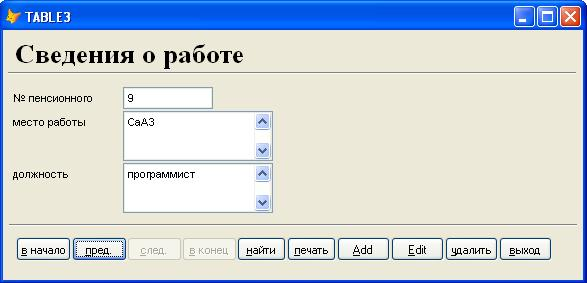 TABLE3
Сведения о работе
№ пенсионного 9
место работы СаАЗ
должность программист
в начало пред. след. в конец найти печать Add Edit удалить выход